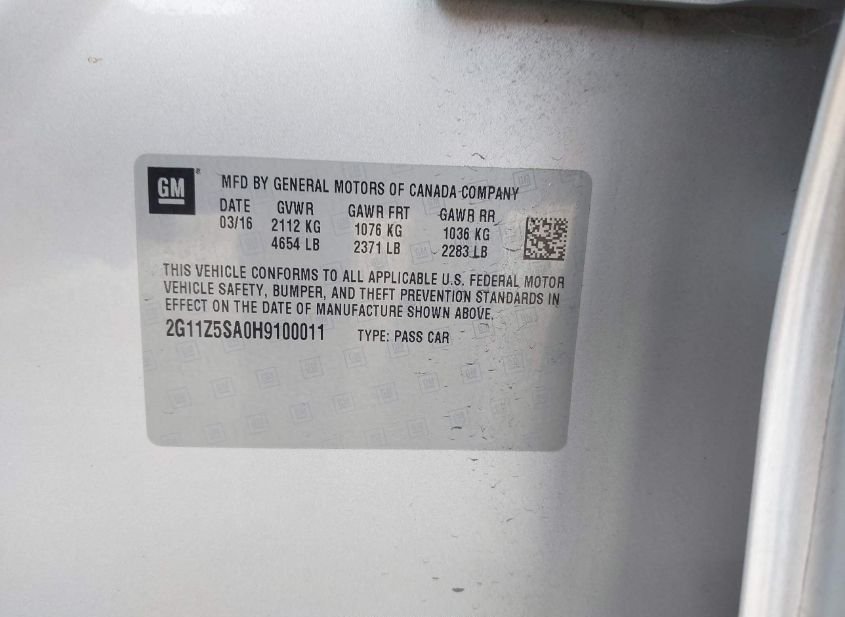 GM
MFD BY GENERAL MOTORS OF CANADA COMPANY
DATE GVWR GAWR FRT GAWR RR
03/16 2112 KG 1076 KG 1036 KG
4654 LB 2371 LB 2283 LB
THIS VEHICLE CONFORMS TO ALL APPLICABLE U.S. FEDERAL MOTOR
VEHICLE SAFETY, BUMPER, AND THEFT PREVENTION STANDARDS IN
EFFECT ON THE DATE OF MANUFACTURE SHOWN ABOVE.
2G11Z5SA0H9100011 TYPE: PASS CAR